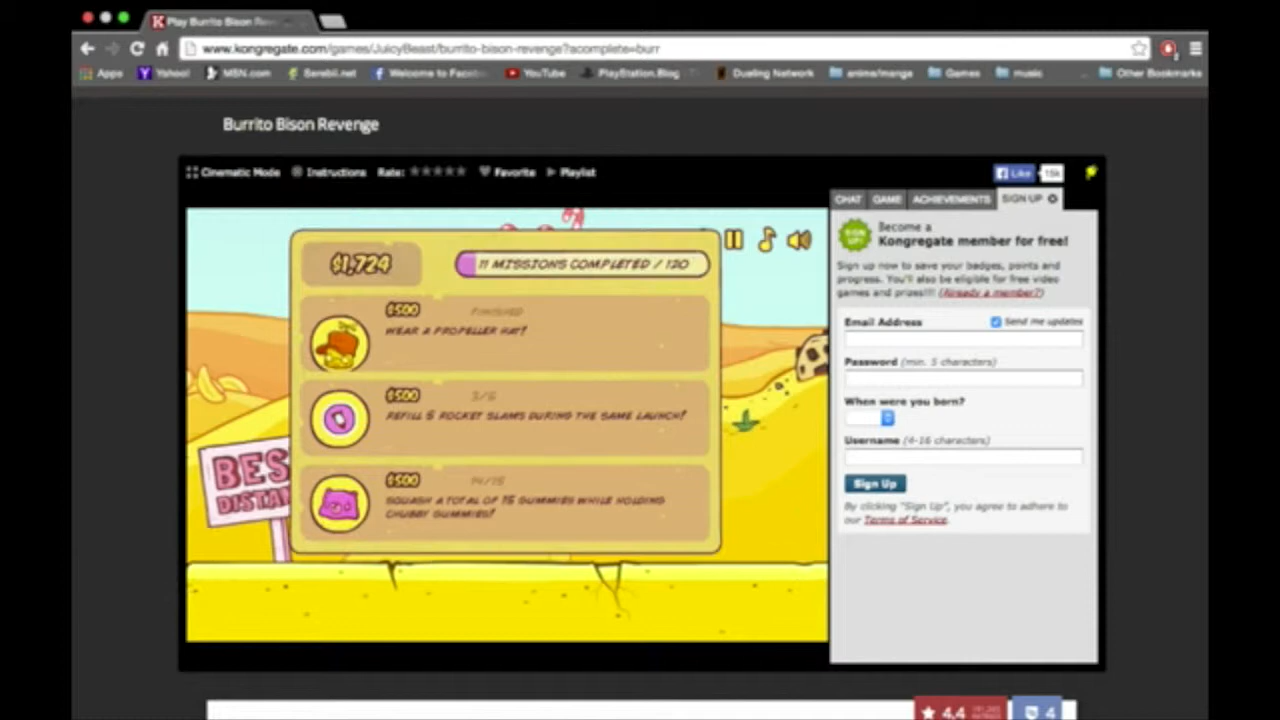 Play Burrito Bison Rev
www.kongregate.com/games/JuicyBeast/burrito-bison-revenge?acomplete=burr
Apps Yahoo! MSN.com Serebii.net Welcome to Faceb YouTube PlayStation.Blog Dueling Network anime/manga Games music Other Bookmarks
Burrito Bison Revenge
Cinematic Mode Instructions Rate: Favorite Playlist Like 15k
CHAT GAME ACHIEVEMENTS SIGN UP
SIGN UP!
Become a
Kongregate member for free!
Sign up now to save your badges, points and
progress. You'll also be eligible for free video
games and prizes!!! (Already a member?)
Email Address Send me updates
Password (min. 5 characters)
When were you born?
Username (4-16 characters)
Sign Up
By clicking "Sign Up", you agree to adhere to
our Terms of Service.
$1,724 11 MISSIONS COMPLETED / 120
$500 FINISHED
WEAR A PROPELLER HAT!
$500 3/5
REFILL 5 ROCKET SLAMS DURING THE SAME LAUNCH!
$500 14/15
SQUASH A TOTAL OF 15 GUMMIES WHILE HOLDING
CHUBBY GUMMIES!
BES
DISTAN
4.4 RATINGS 4